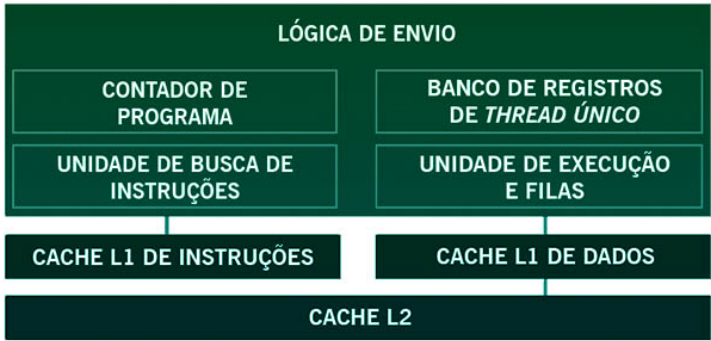 LÓGICA DE ENVIO
CONTADOR DE
PROGRAMA
BANCO DE REGISTROS
DE THREAD ÚNICO
UNIDADE DE BUSCA DE
INSTRUÇÕES
UNIDADE DE EXECUÇÃO
E FILAS
CACHE L1 DE INSTRUÇÕES
CACHE L1 DE DADOS
CACHE L2